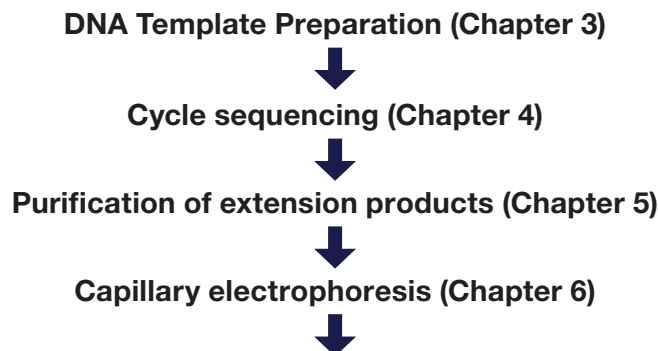 DNA Template Preparation (Chapter 3)
Cycle sequencing (Chapter 4)
Purification of extension products (Chapter 5)
Capillary electrophoresis (Chapter 6)